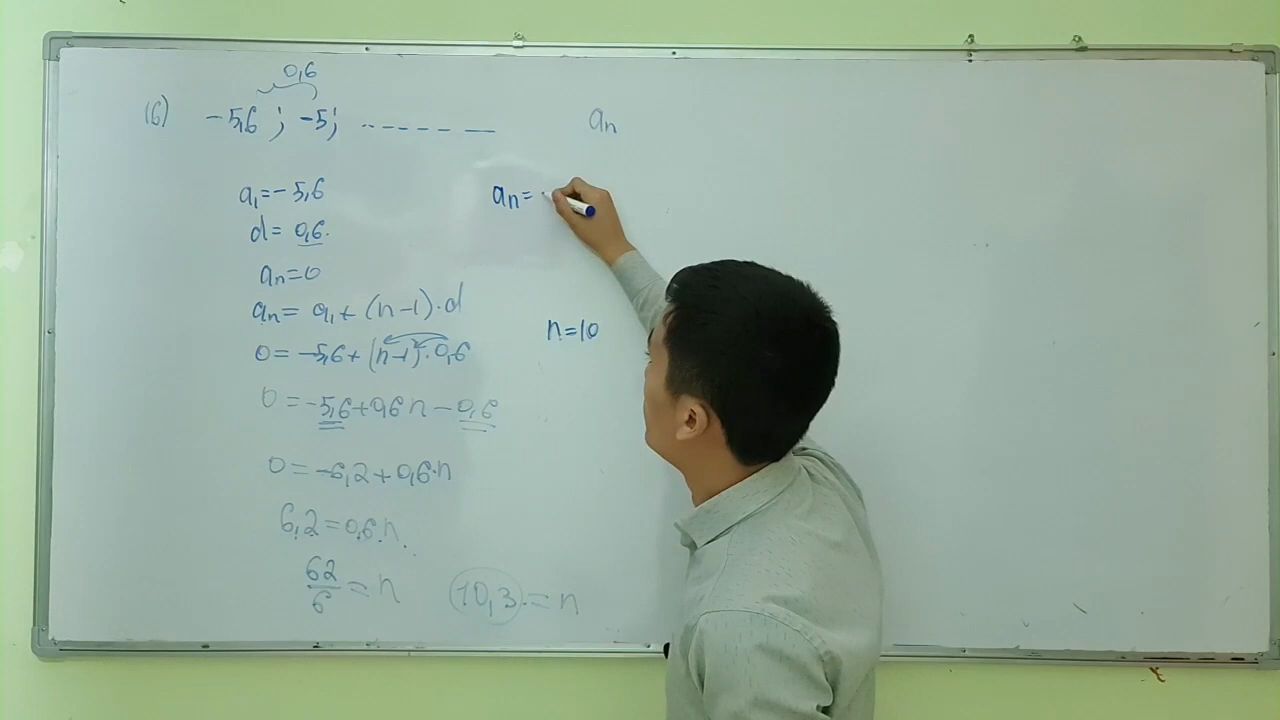 0,6
(6) -5,6 ; -5; ..------
aₙ
a₁=-5,6
d= 0,6.
aₙ=0
aₙ= a₁+ (n-1)·d
0= -5,6+(n-1)·0,6
0 =-5,6+0,6n-0,6
0 =-6,2+0,6·n
6,2=0,6.n.
62/6 = n
10,3.= n
aₙ=
n=10